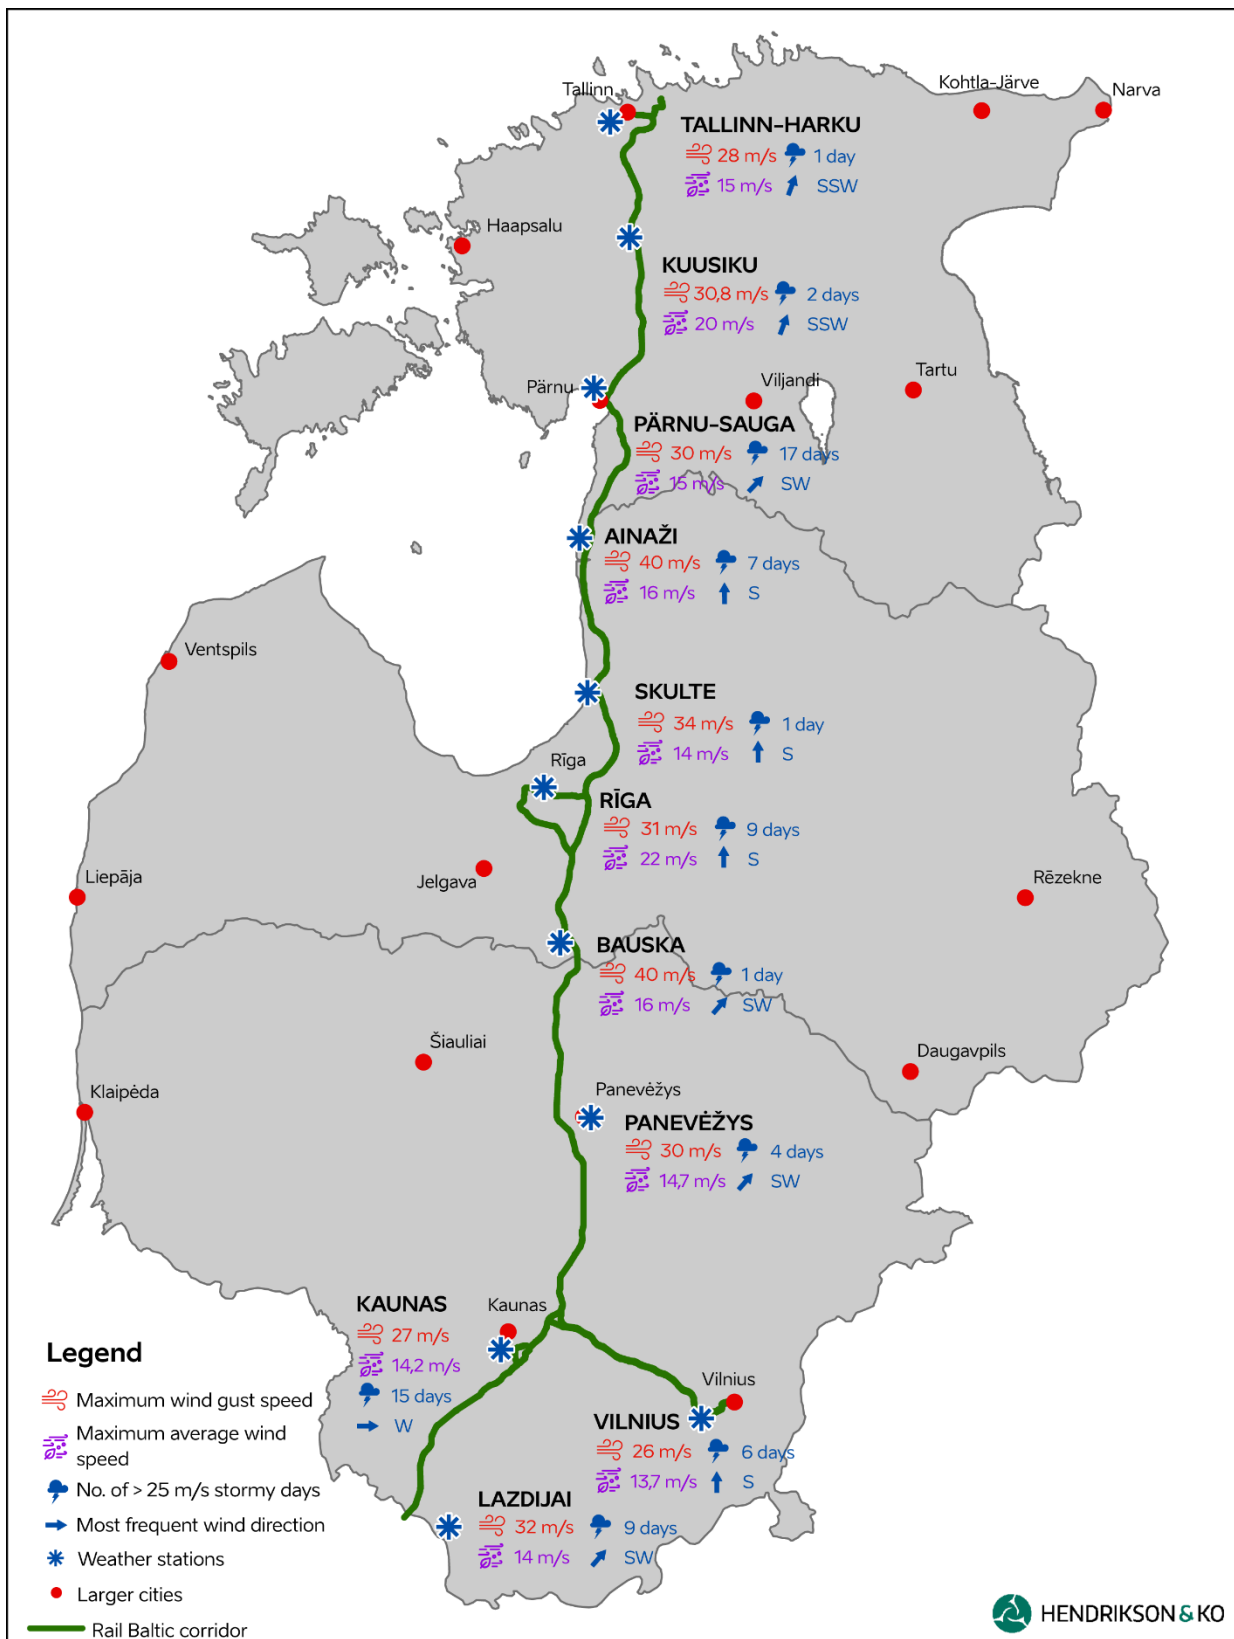 Tallinn
Kohtla-Järve
Narva
TALLINN-HARKU
28 m/s 1 day
15 m/s SSW
Haapsalu
KUUSIKU
30,8 m/s 2 days
20 m/s SSW
Pärnu
Viljandi
Tartu
PÄRNU-SAUGA
30 m/s 17 days
15 m/s SW
AINAŽI
40 m/s 7 days
16 m/s S
Ventspils
SKULTE
34 m/s 1 day
14 m/s S
Rīga
RĪGA
31 m/s 9 days
22 m/s S
Liepāja
Jelgava
Rēzekne
BAUSKA
40 m/s 1 day
16 m/s SW
Šiauliai
Daugavpils
Klaipėda
Panevėžys
PANEVĖŽYS
30 m/s 4 days
14,7 m/s SW
KAUNAS
Kaunas
27 m/s
14,2 m/s
15 days
W
Vilnius
VILNIUS
26 m/s 6 days
13,7 m/s S
LAZDIJAI
32 m/s 9 days
14 m/s SW
Legend
Maximum wind gust speed
Maximum average wind
speed
No. of > 25 m/s stormy days
Most frequent wind direction
Weather stations
Larger cities
Rail Baltic corridor
HENDRIKSON & KO